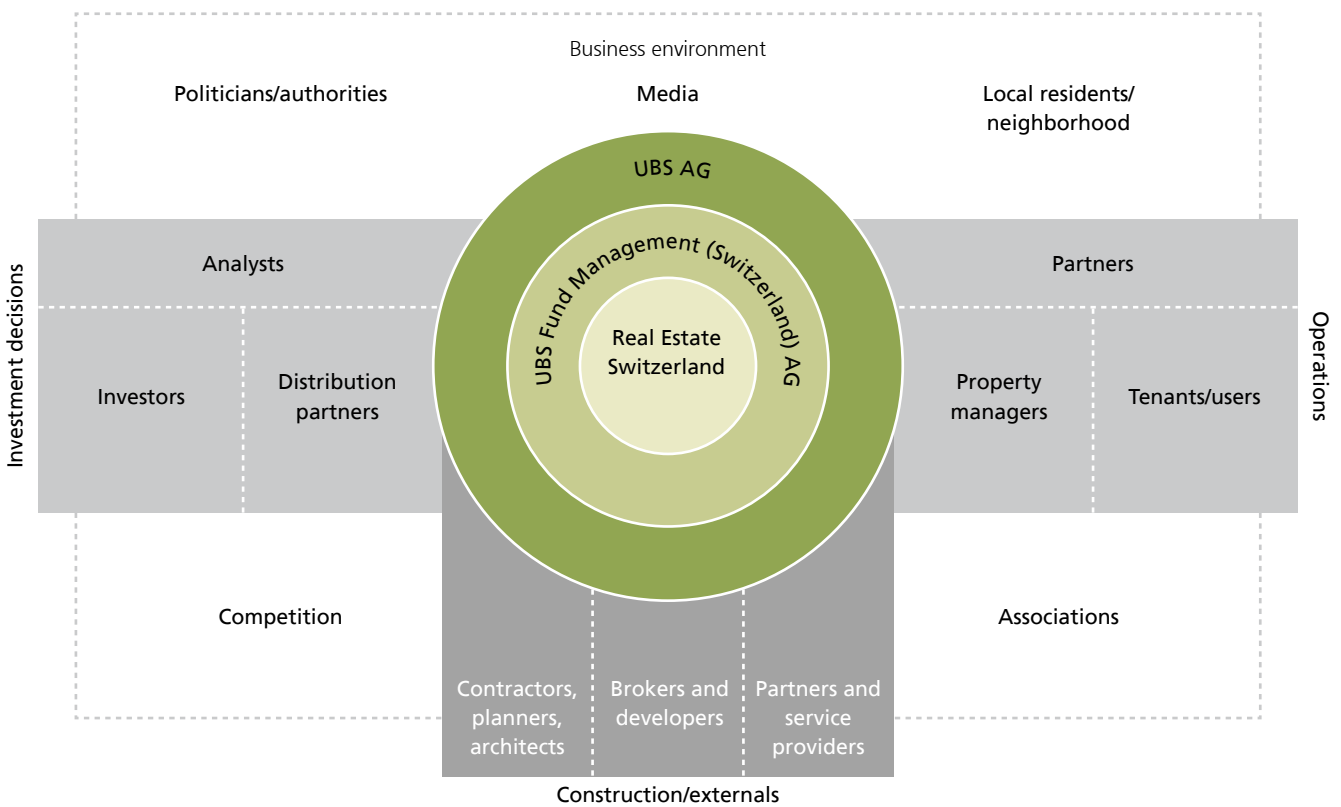 Business environment
Politicians/authorities
Media
Local residents/
neighborhood
UBS AG
UBS Fund Management (Switzerland) AG
Real Estate
Switzerland
Investment decisions
Analysts
Investors
Distribution
partners
Partners
Property
managers
Tenants/users
Operations
Competition
Associations
Contractors,
planners,
architects
Brokers and
developers
Partners and
service
providers
Construction/externals